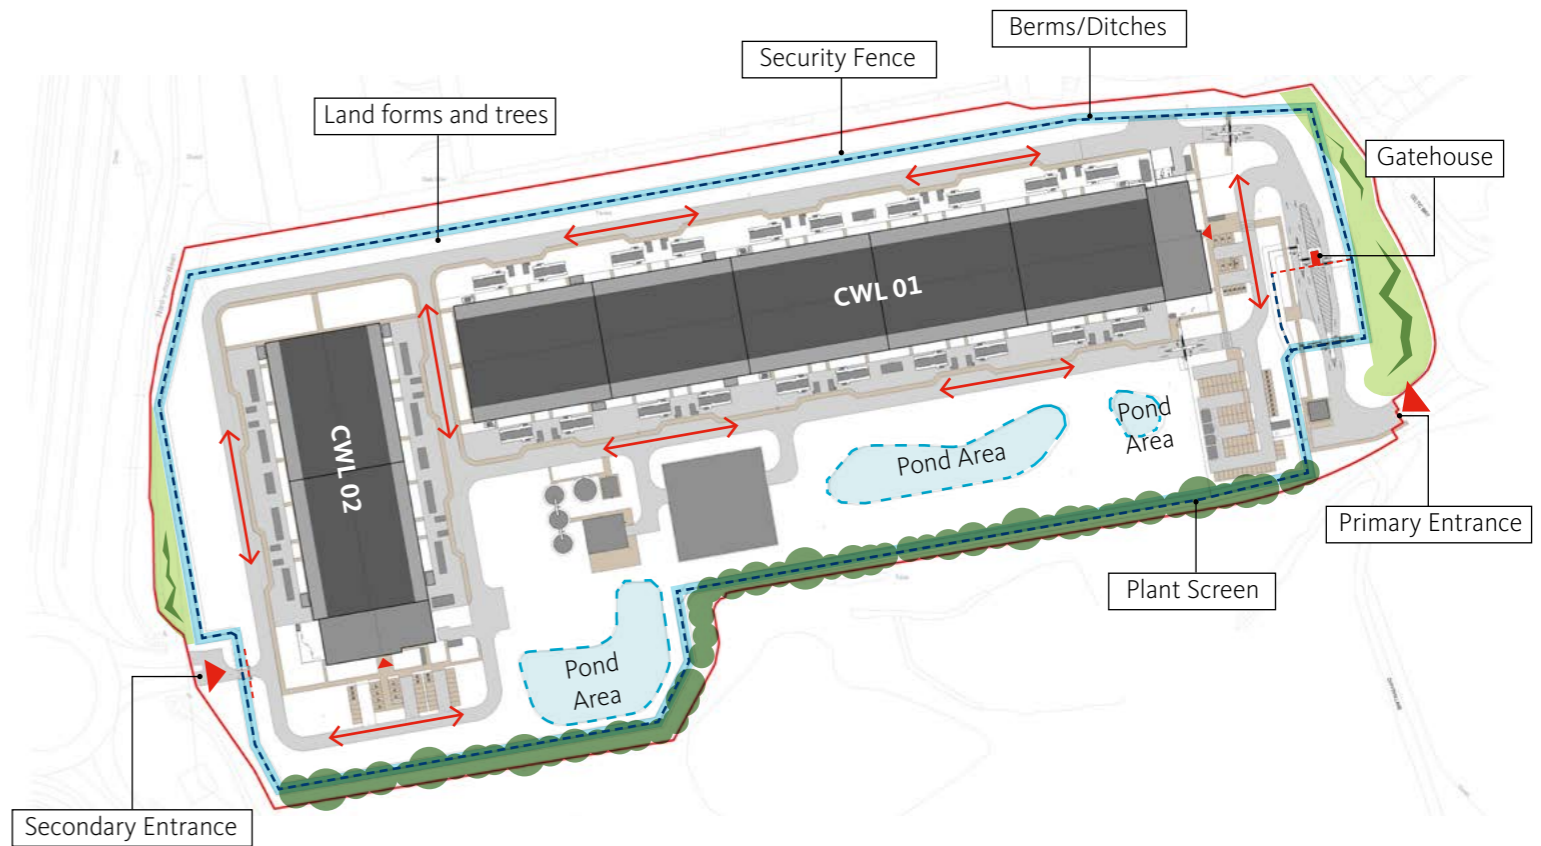 Berms/Ditches
Security Fence
Land forms and trees
Gatehouse
CWL 01
CWL 02
Pond
Area
Pond Area
Primary Entrance
Plant Screen
Pond
Area
Secondary Entrance